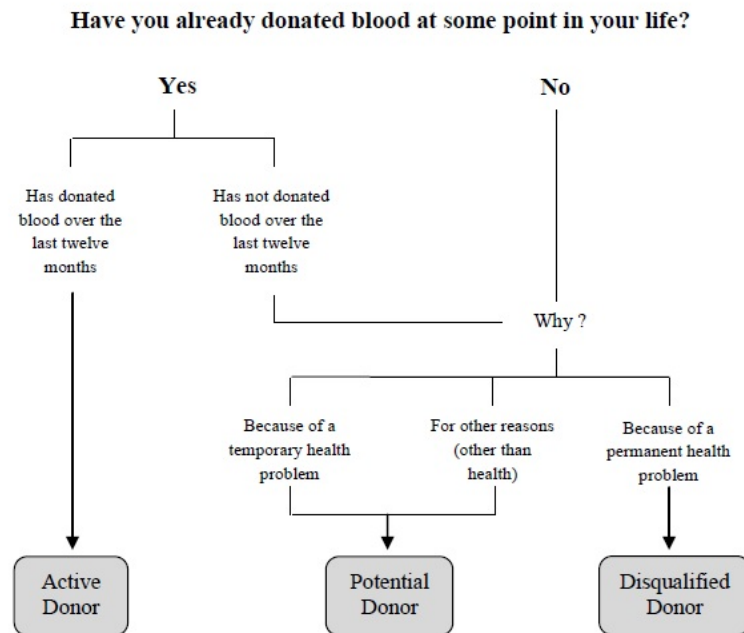 Have you already donated blood at some point in your life?
Yes
No
Has donated
blood over the
last twelve
months
Has not donated
blood over the
last twelve
months
Why ?
Because of a
temporary health
problem
For other reasons
(other than
health)
Because of a
permanent health
problem
Active
Donor
Potential
Donor
Disqualified
Donor